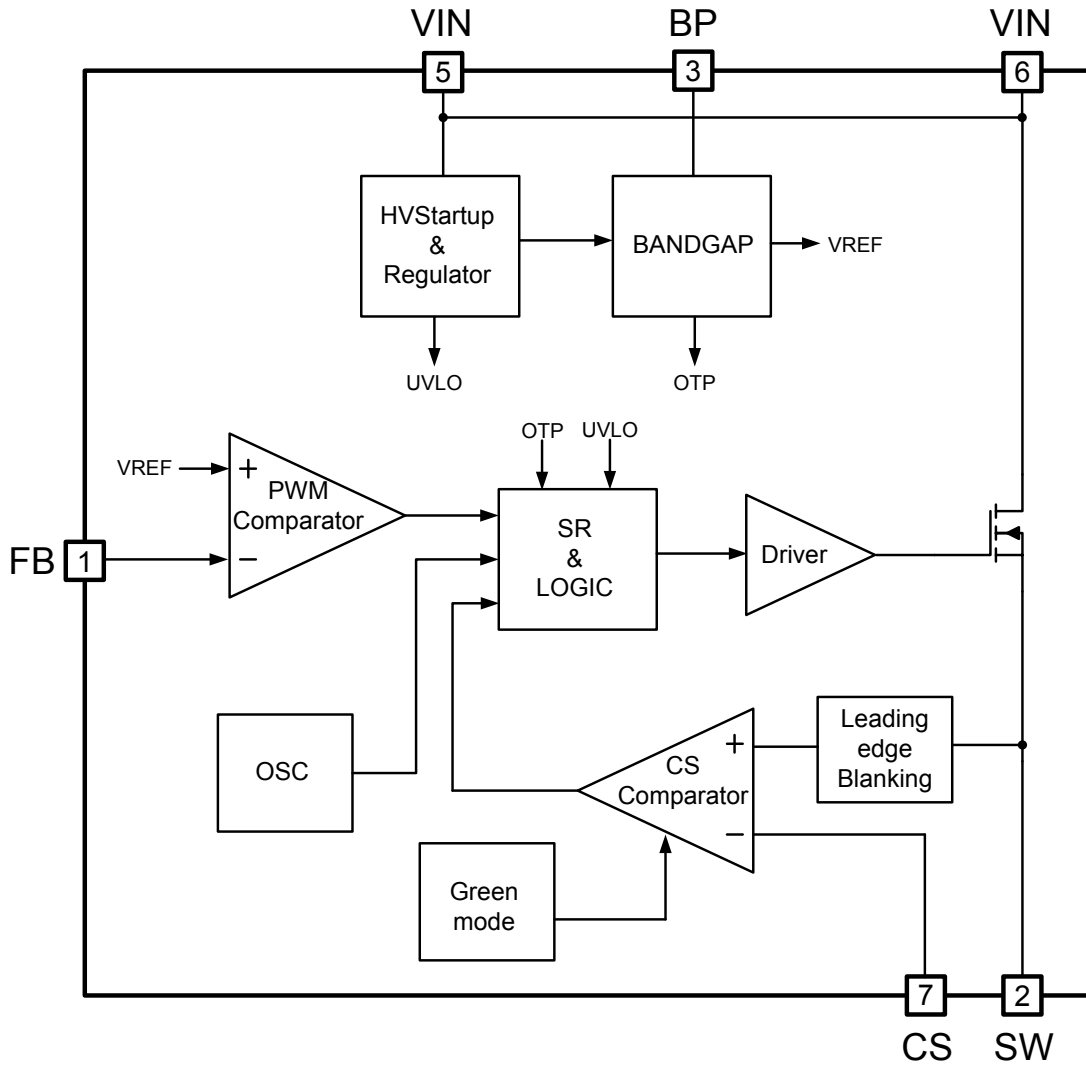 VIN
BP
VIN
5
3
6
HVStartup
&
Regulator
BANDGAP
VREF
UVLO
OTP
OTP
UVLO
VREF
+
PWM
Comparator
−
FB
1
SR
&
LOGIC
Driver
OSC
+
CS
Comparator
−
Leading
edge
Blanking
Green
mode
7
2
CS
SW